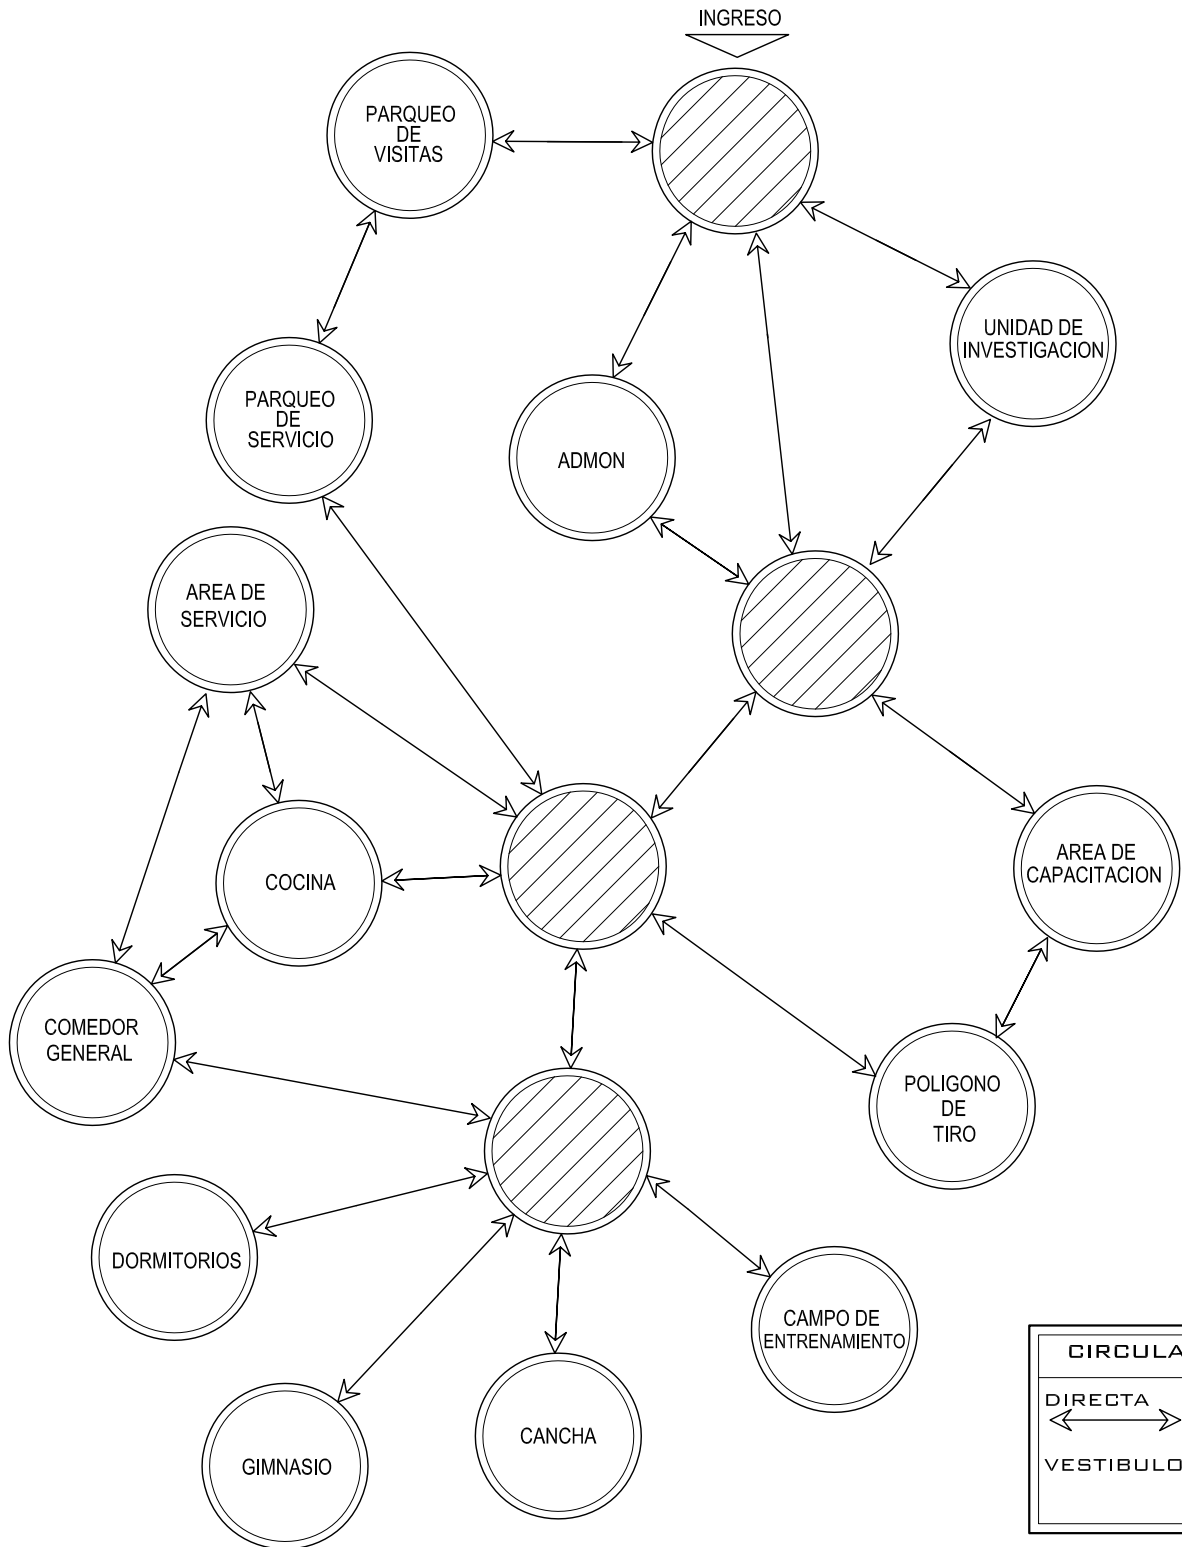 INGRESO
PARQUEO
DE
VISITAS
UNIDAD DE
INVESTIGACION
PARQUEO
DE
SERVICIO
ADMON
AREA DE
SERVICIO
COCINA
AREA DE
CAPACITACION
COMEDOR
GENERAL
POLIGONO
DE
TIRO
DORMITORIOS
CAMPO DE
ENTRENAMIENTO
GIMNASIO
CANCHA
CIRCULA
DIRECTA
VESTIBULO